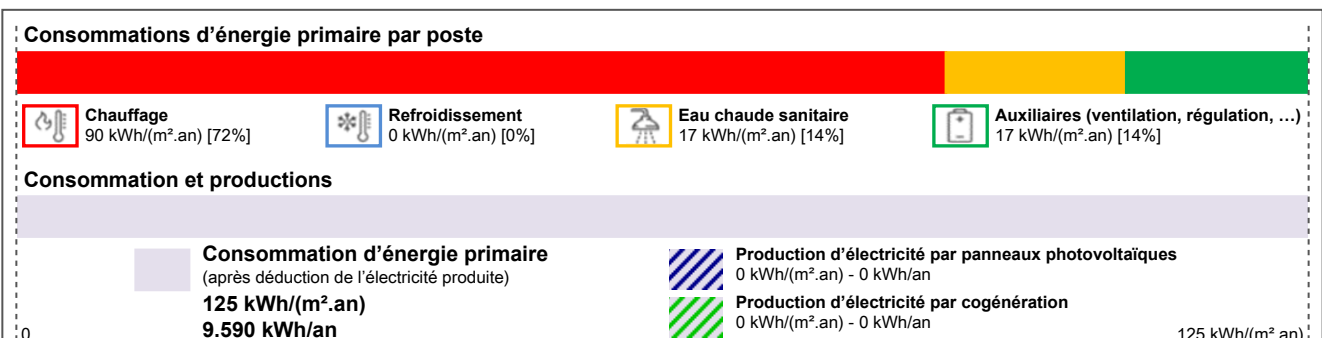 Consommations d'énergie primaire par poste
Chauffage
90 kWh/(m².an) [72%]
Refroidissement
0 kWh/(m².an) [0%]
Eau chaude sanitaire
17 kWh/(m².an) [14%]
Auxiliaires (ventilation, régulation, …)
17 kWh/(m².an) [14%]
Consommation et productions
Consommation d'énergie primaire
(après déduction de l'électricité produite)
125 kWh/(m².an)
9.590 kWh/an
Production d'électricité par panneaux photovoltaïques
0 kWh/(m².an) - 0 kWh/an
Production d'électricité par cogénération
0 kWh/(m².an) - 0 kWh/an
0
125 kWh/(m².an)